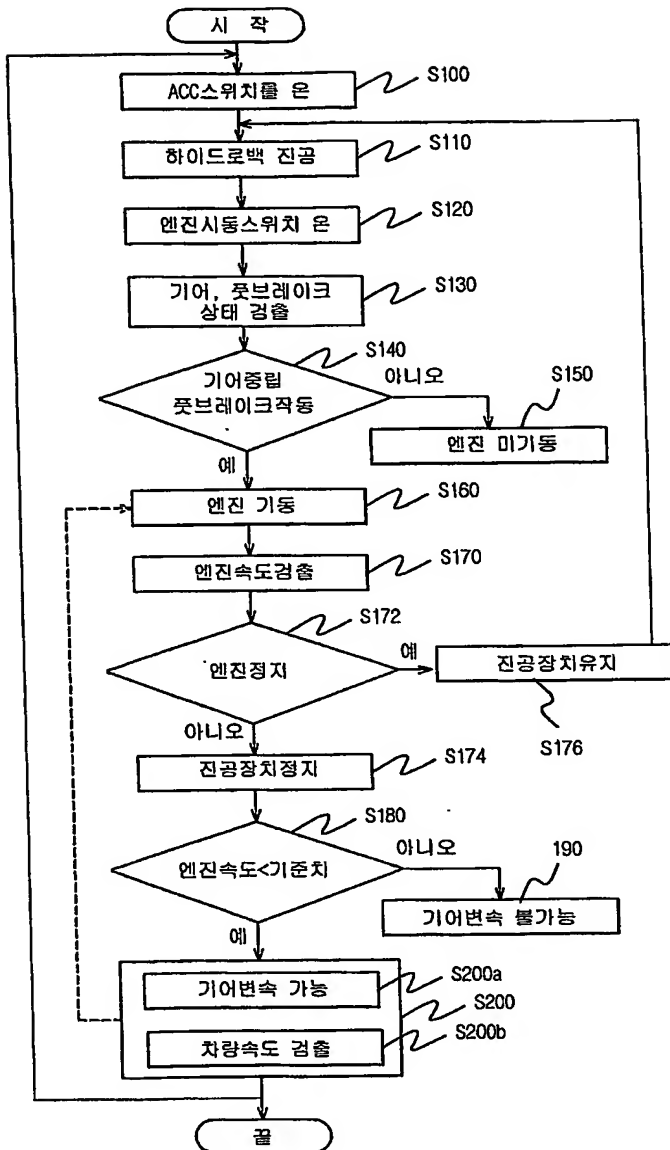 시 작
ACC스위치를 온
S100
하이드로백 진공
S110
엔진시동스위치 온
S120
기어, 풋브레이크
상태 검출
S130
기어중립
풋브레이크작동
S140
아니오
S150
엔진 미기동
예
엔진 기동
S160
엔진속도검출
S170
엔진정지
S172
예
진공장치유지
S176
아니오
진공장치정지
S174
엔진속도<기준치
S180
아니오
190
기어변속 불가능
예
기어변속 가능
S200a
S200
차량속도 검출
S200b
끝